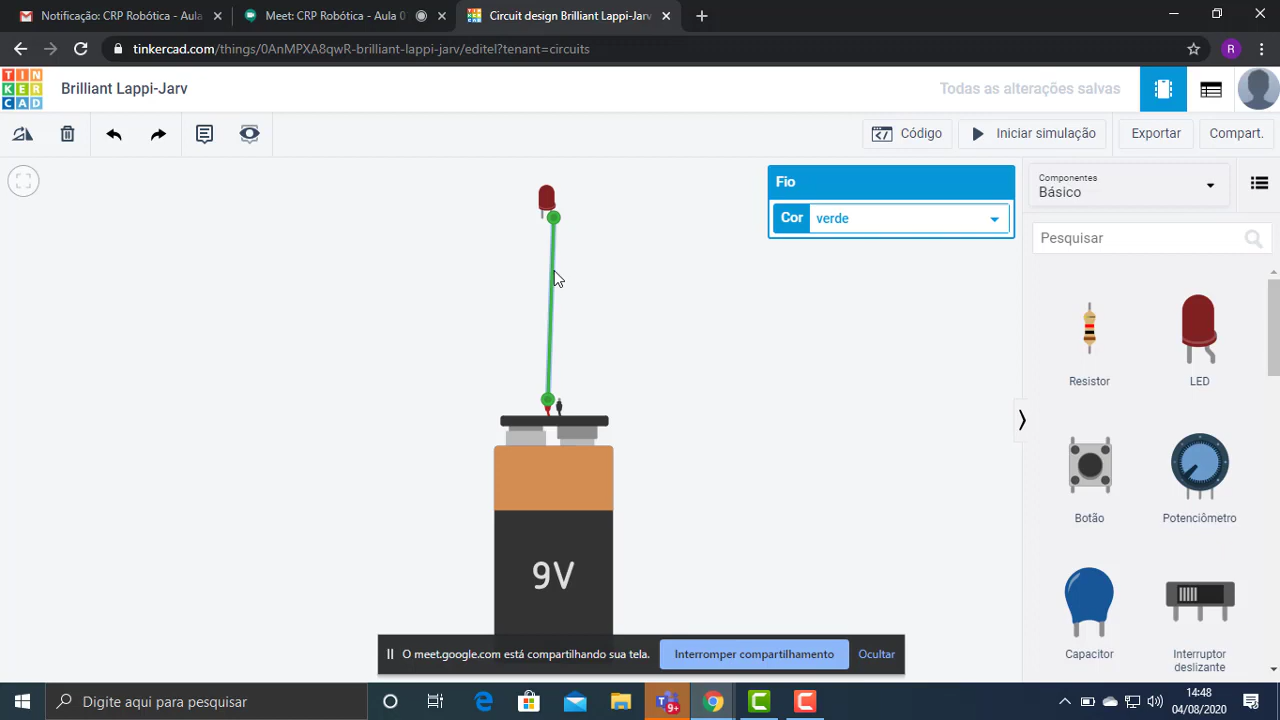 Notificação: CRP Robótica - Aula
Meet: CRP Robótica - Aula 0
Circuit design Brilliant Lappi-Jarv
tinkercad.com/things/0AnMPXA8qwR-brilliant-lappi-jarv/editel?tenant=circuits
R
TIN
KER
CAD
Brilliant Lappi-Jarv
Todas as alterações salvas
Código
Iniciar simulação
Exportar
Compart.
Fio
Cor
verde
Componentes
Básico
Pesquisar
Resistor
LED
Botão
Potenciômetro
Capacitor
Interruptor
deslizante
9V
O meet.google.com está compartilhando sua tela.
Interromper compartilhamento
Ocultar
Digite aqui para pesquisar
9+
14:48
04/08/2020